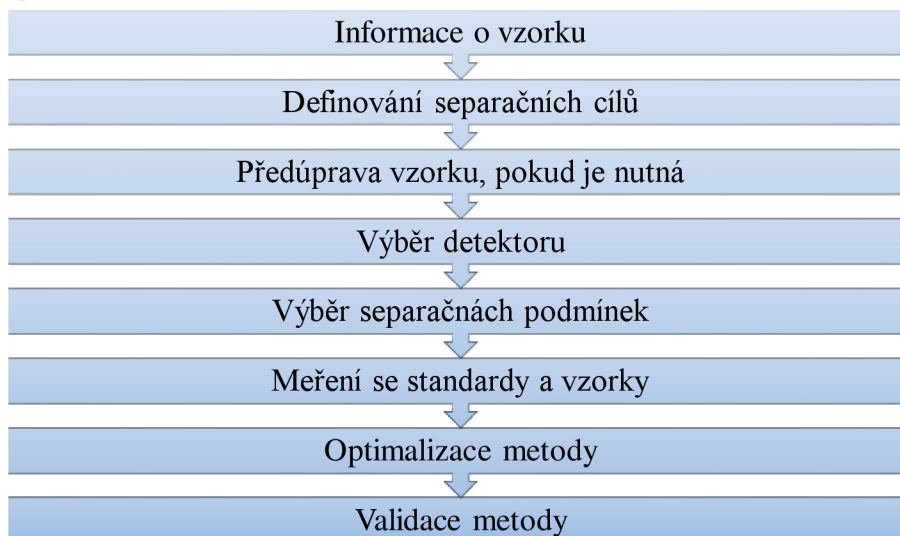 Informace o vzorku
Definování separačních cílů
Předúprava vzorku, pokud je nutná
Výběr detektoru
Výběr separačnách podmínek
Meření se standardy a vzorky
Optimalizace metody
Validace metody